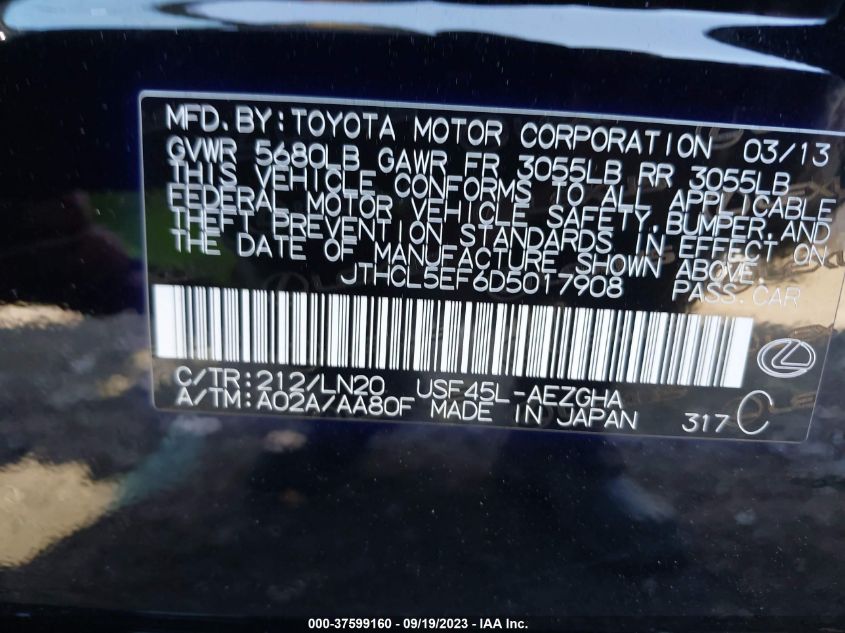 MFD.BY:TOYOTA MOTOR CORPORATION 03/13
GVWR 5680LB GAWR FR 3055LB RR 3055LB
THIS VEHICLE CONFORMS TO ALL APPLICABLE
FEDERAL MOTOR VEHICLE SAFETY,BUMPER,AND
THEFT PREVENTION STANDARDS IN EFFECT ON
THE DATE OF MANUFACTURE SHOWN ABOVE.
JTHCL5EF6D5017908 PASS.CAR
C/TR:212/LN20 USF45L-AEZGHA
A/TM:A02A/AA80F MADE IN JAPAN 317 C
000-37599160 - 09/19/2023 - IAA Inc.